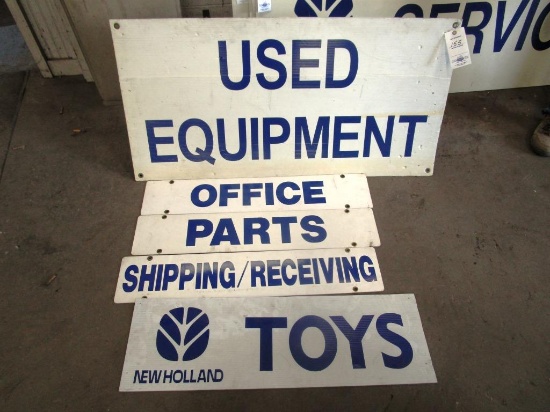 SERVIC
USED
EQUIPMENT
OFFICE
PARTS
SHIPPING/RECEIVING
TOYS
NEW HOLLAND